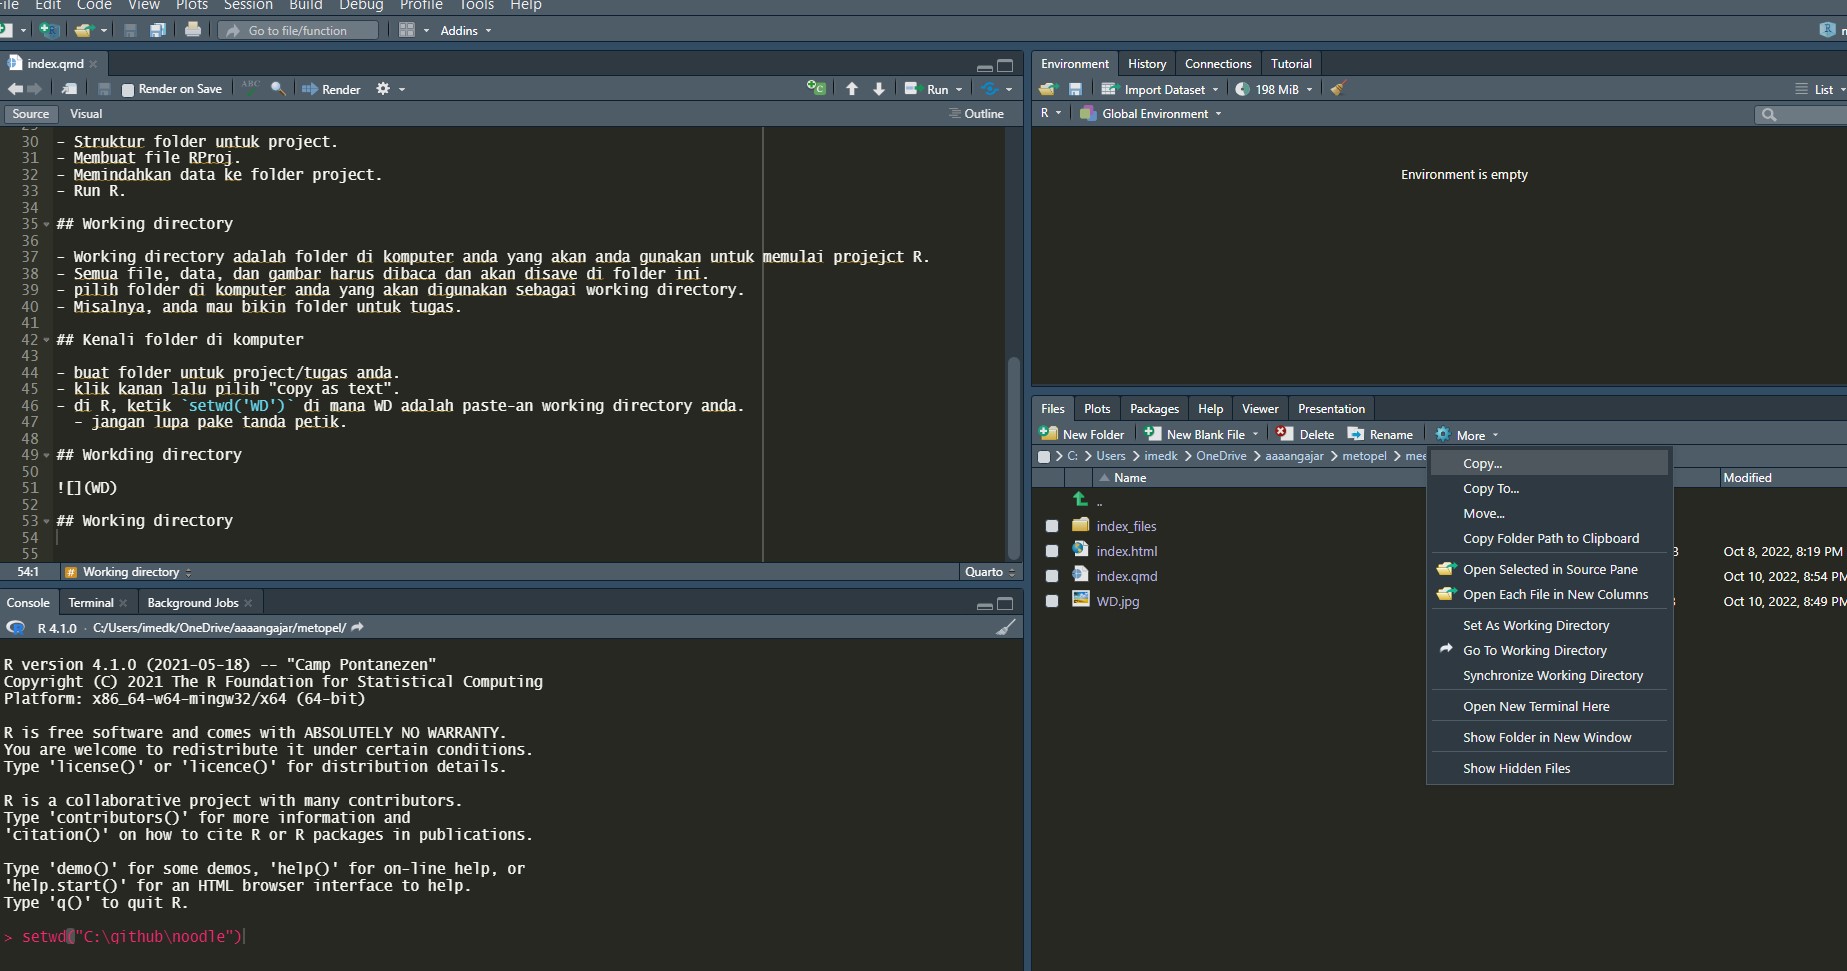 File Edit Code View Plots Session Build Debug Profile Tools Help
Go to file/function Addins
index.qmd
Render on Save Render Run
Source Visual Outline
30 - Struktur folder untuk project.
31 - Membuat file RProj.
32 - Memindahkan data ke folder project.
33 - Run R.
34
35 ## Working directory
36
37 - Working directory adalah folder di komputer anda yang akan anda gunakan untuk memulai projejct R.
38 - Semua file, data, dan gambar harus dibaca dan akan disave di folder ini.
39 - pilih folder di komputer anda yang akan digunakan sebagai working directory.
40 - Misalnya, anda mau bikin folder untuk tugas.
41
42 ## Kenali folder di komputer
43
44 - buat folder untuk project/tugas anda.
45 - klik kanan lalu pilih "copy as text".
46 - di R, ketik `setwd('WD')` di mana WD adalah paste-an working directory anda.
47 - jangan lupa pake tanda petik.
48
49 ## Workding directory
50
51 ![](WD)
52
53 ## Working directory
54
55
54:1 # Working directory Quarto
Console Terminal Background Jobs
R 4.1.0 · C:/Users/imedk/OneDrive/aaaangajar/metopel/
R version 4.1.0 (2021-05-18) -- "Camp Pontanezen"
Copyright (C) 2021 The R Foundation for Statistical Computing
Platform: x86_64-w64-mingw32/x64 (64-bit)
R is free software and comes with ABSOLUTELY NO WARRANTY.
You are welcome to redistribute it under certain conditions.
Type 'license()' or 'licence()' for distribution details.
R is a collaborative project with many contributors.
Type 'contributors()' for more information and
'citation()' on how to cite R or R packages in publications.
Type 'demo()' for some demos, 'help()' for on-line help, or
'help.start()' for an HTML browser interface to help.
Type 'q()' to quit R.
> setwd("C:\github\noodle")
Environment History Connections Tutorial
Import Dataset 198 MiB List
R Global Environment
Environment is empty
Files Plots Packages Help Viewer Presentation
New Folder New Blank File Delete Rename More
C: Users imedk OneDrive aaaangajar metopel mee
Name Modified
..
index_files
index.html Oct 8, 2022, 8:19 PM
index.qmd Oct 10, 2022, 8:54 PM
WD.jpg Oct 10, 2022, 8:49 PM
Copy...
Copy To...
Move...
Copy Folder Path to Clipboard
Open Selected in Source Pane
Open Each File in New Columns
Set As Working Directory
Go To Working Directory
Synchronize Working Directory
Open New Terminal Here
Show Folder in New Window
Show Hidden Files